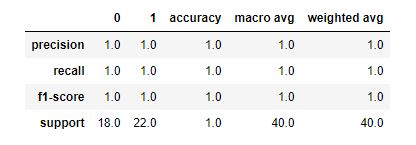 0 1 accuracy macro avg weighted avg
precision 1.0 1.0 1.0 1.0 1.0
recall 1.0 1.0 1.0 1.0 1.0
f1-score 1.0 1.0 1.0 1.0 1.0
support 18.0 22.0 1.0 40.0 40.0